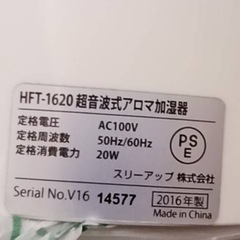 HFT-1620 超音波式アロマ加湿器
定格電圧 AC100V
定格周波数 50Hz/60Hz
定格消費電力 20W
PS
E
スリーアップ 株式会社
Serial No.V16 14577
2016年製
Made in China